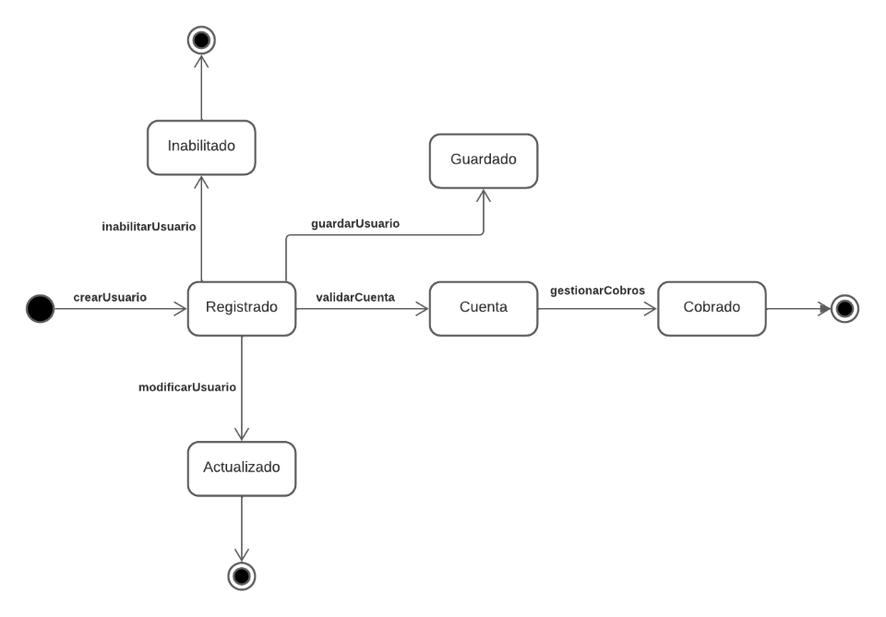 Inabilitado
Guardado
inabilitarUsuario
guardarUsuario
crearUsuario
Registrado
validarCuenta
Cuenta
gestionarCobros
Cobrado
modificarUsuario
Actualizado